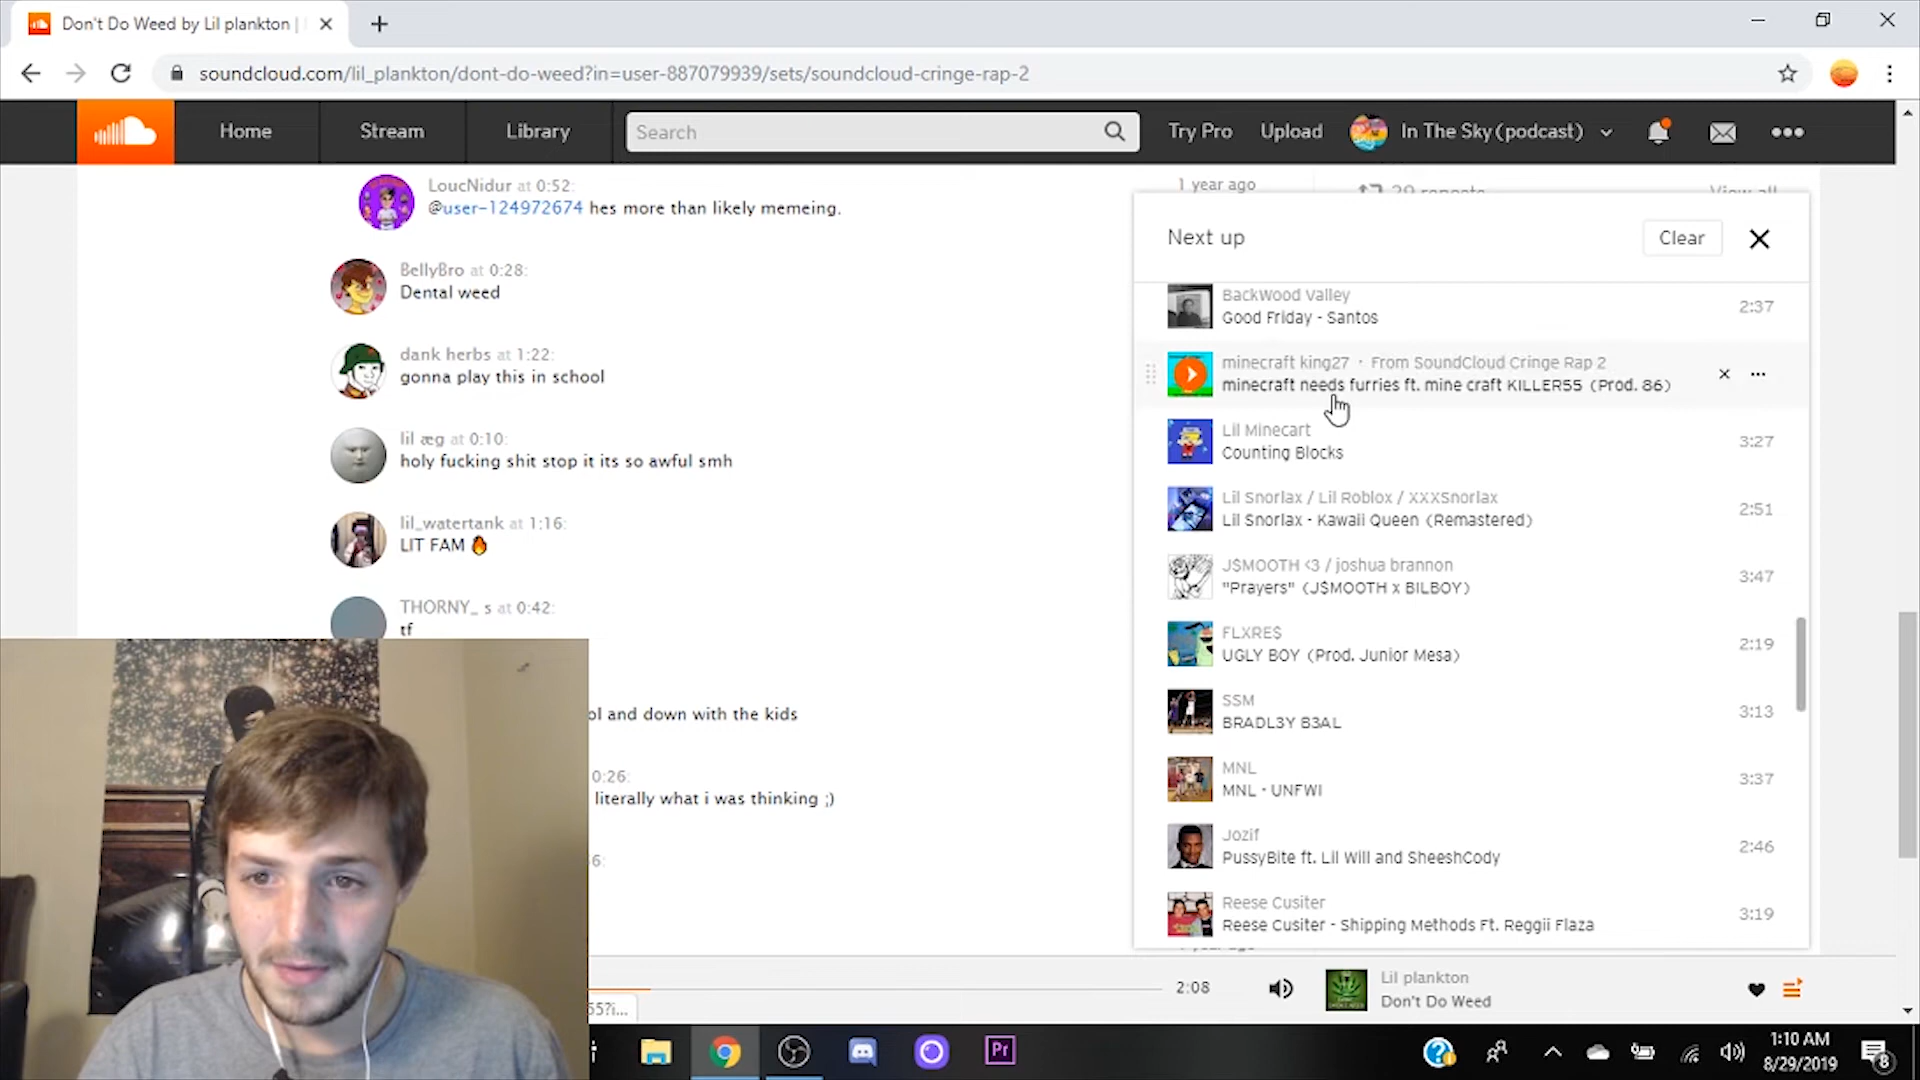 Don't Do Weed by Lil plankton |
soundcloud.com/lil_plankton/dont-do-weed?in=user-887079939/sets/soundcloud-cringe-rap-2
Home
Stream
Library
Search
Try Pro
Upload
In The Sky (podcast)
LoucNidur at 0:52:
@user-124972674 hes more than likely memeing.
1 year ago
29 reposts
View all
BellyBro at 0:28:
Dental weed
dank herbs at 1:22:
gonna play this in school
lil æg at 0:10:
holy fucking shit stop it its so awful smh
lil_watertank at 1:16:
LIT FAM 🔥
THORNY_ s at 0:42:
tf
ol and down with the kids
0:26:
literally what i was thinking ;)
6:
Next up
Clear
BackWood Valley
Good Friday - Santos
2:37
minecraft king27 · From SoundCloud Cringe Rap 2
minecraft needs furries ft. mine craft KILLER55 (Prod. 86)
Lil Minecart
Counting Blocks
3:27
Lil Snorlax / Lil Roblox / XXXSnorlax
Lil Snorlax - Kawaii Queen (Remastered)
2:51
J$MOOTH <3 / joshua brannon
"Prayers" (J$MOOTH x BILBOY)
3:47
FLXRE$
UGLY BOY (Prod. Junior Mesa)
2:19
SSM
BRADL3Y B3AL
3:13
MNL
MNL - UNFWI
3:37
Jozif
PussyBite ft. Lil Will and SheeshCody
2:46
Reese Cusiter
Reese Cusiter - Shipping Methods Ft. Reggii Flaza
3:19
2:08
Lil plankton
Don't Do Weed
55?i...
Pr
1:10 AM
8/29/2019
8